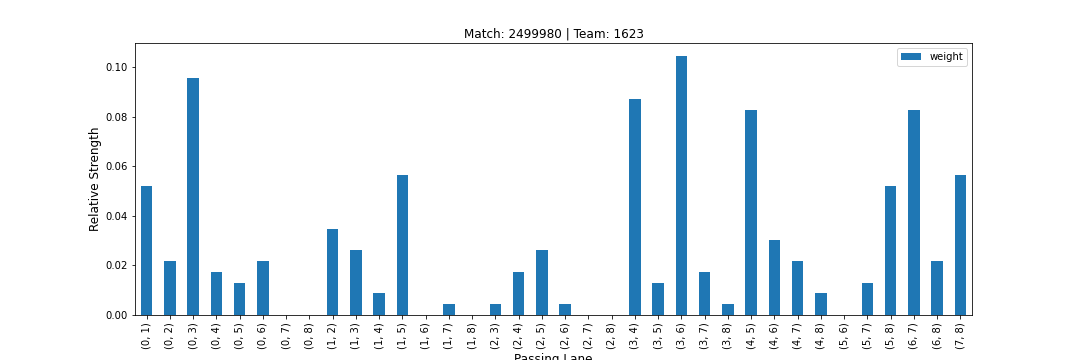 Match: 2499980 | Team: 1623
weight
Relative Strength
0.10
0.08
0.06
0.04
0.02
0.00
(0, 1) (0, 2) (0, 3) (0, 4) (0, 5) (0, 6) (0, 7) (0, 8) (1, 2) (1, 3) (1, 4) (1, 5) (1, 6) (1, 7) (1, 8) (2, 3) (2, 4) (2, 5) (2, 6) (2, 7) (2, 8) (3, 4) (3, 5) (3, 6) (3, 7) (3, 8) (4, 5) (4, 6) (4, 7) (4, 8) (5, 6) (5, 7) (5, 8) (6, 7) (6, 8) (7, 8)
Passing Lane